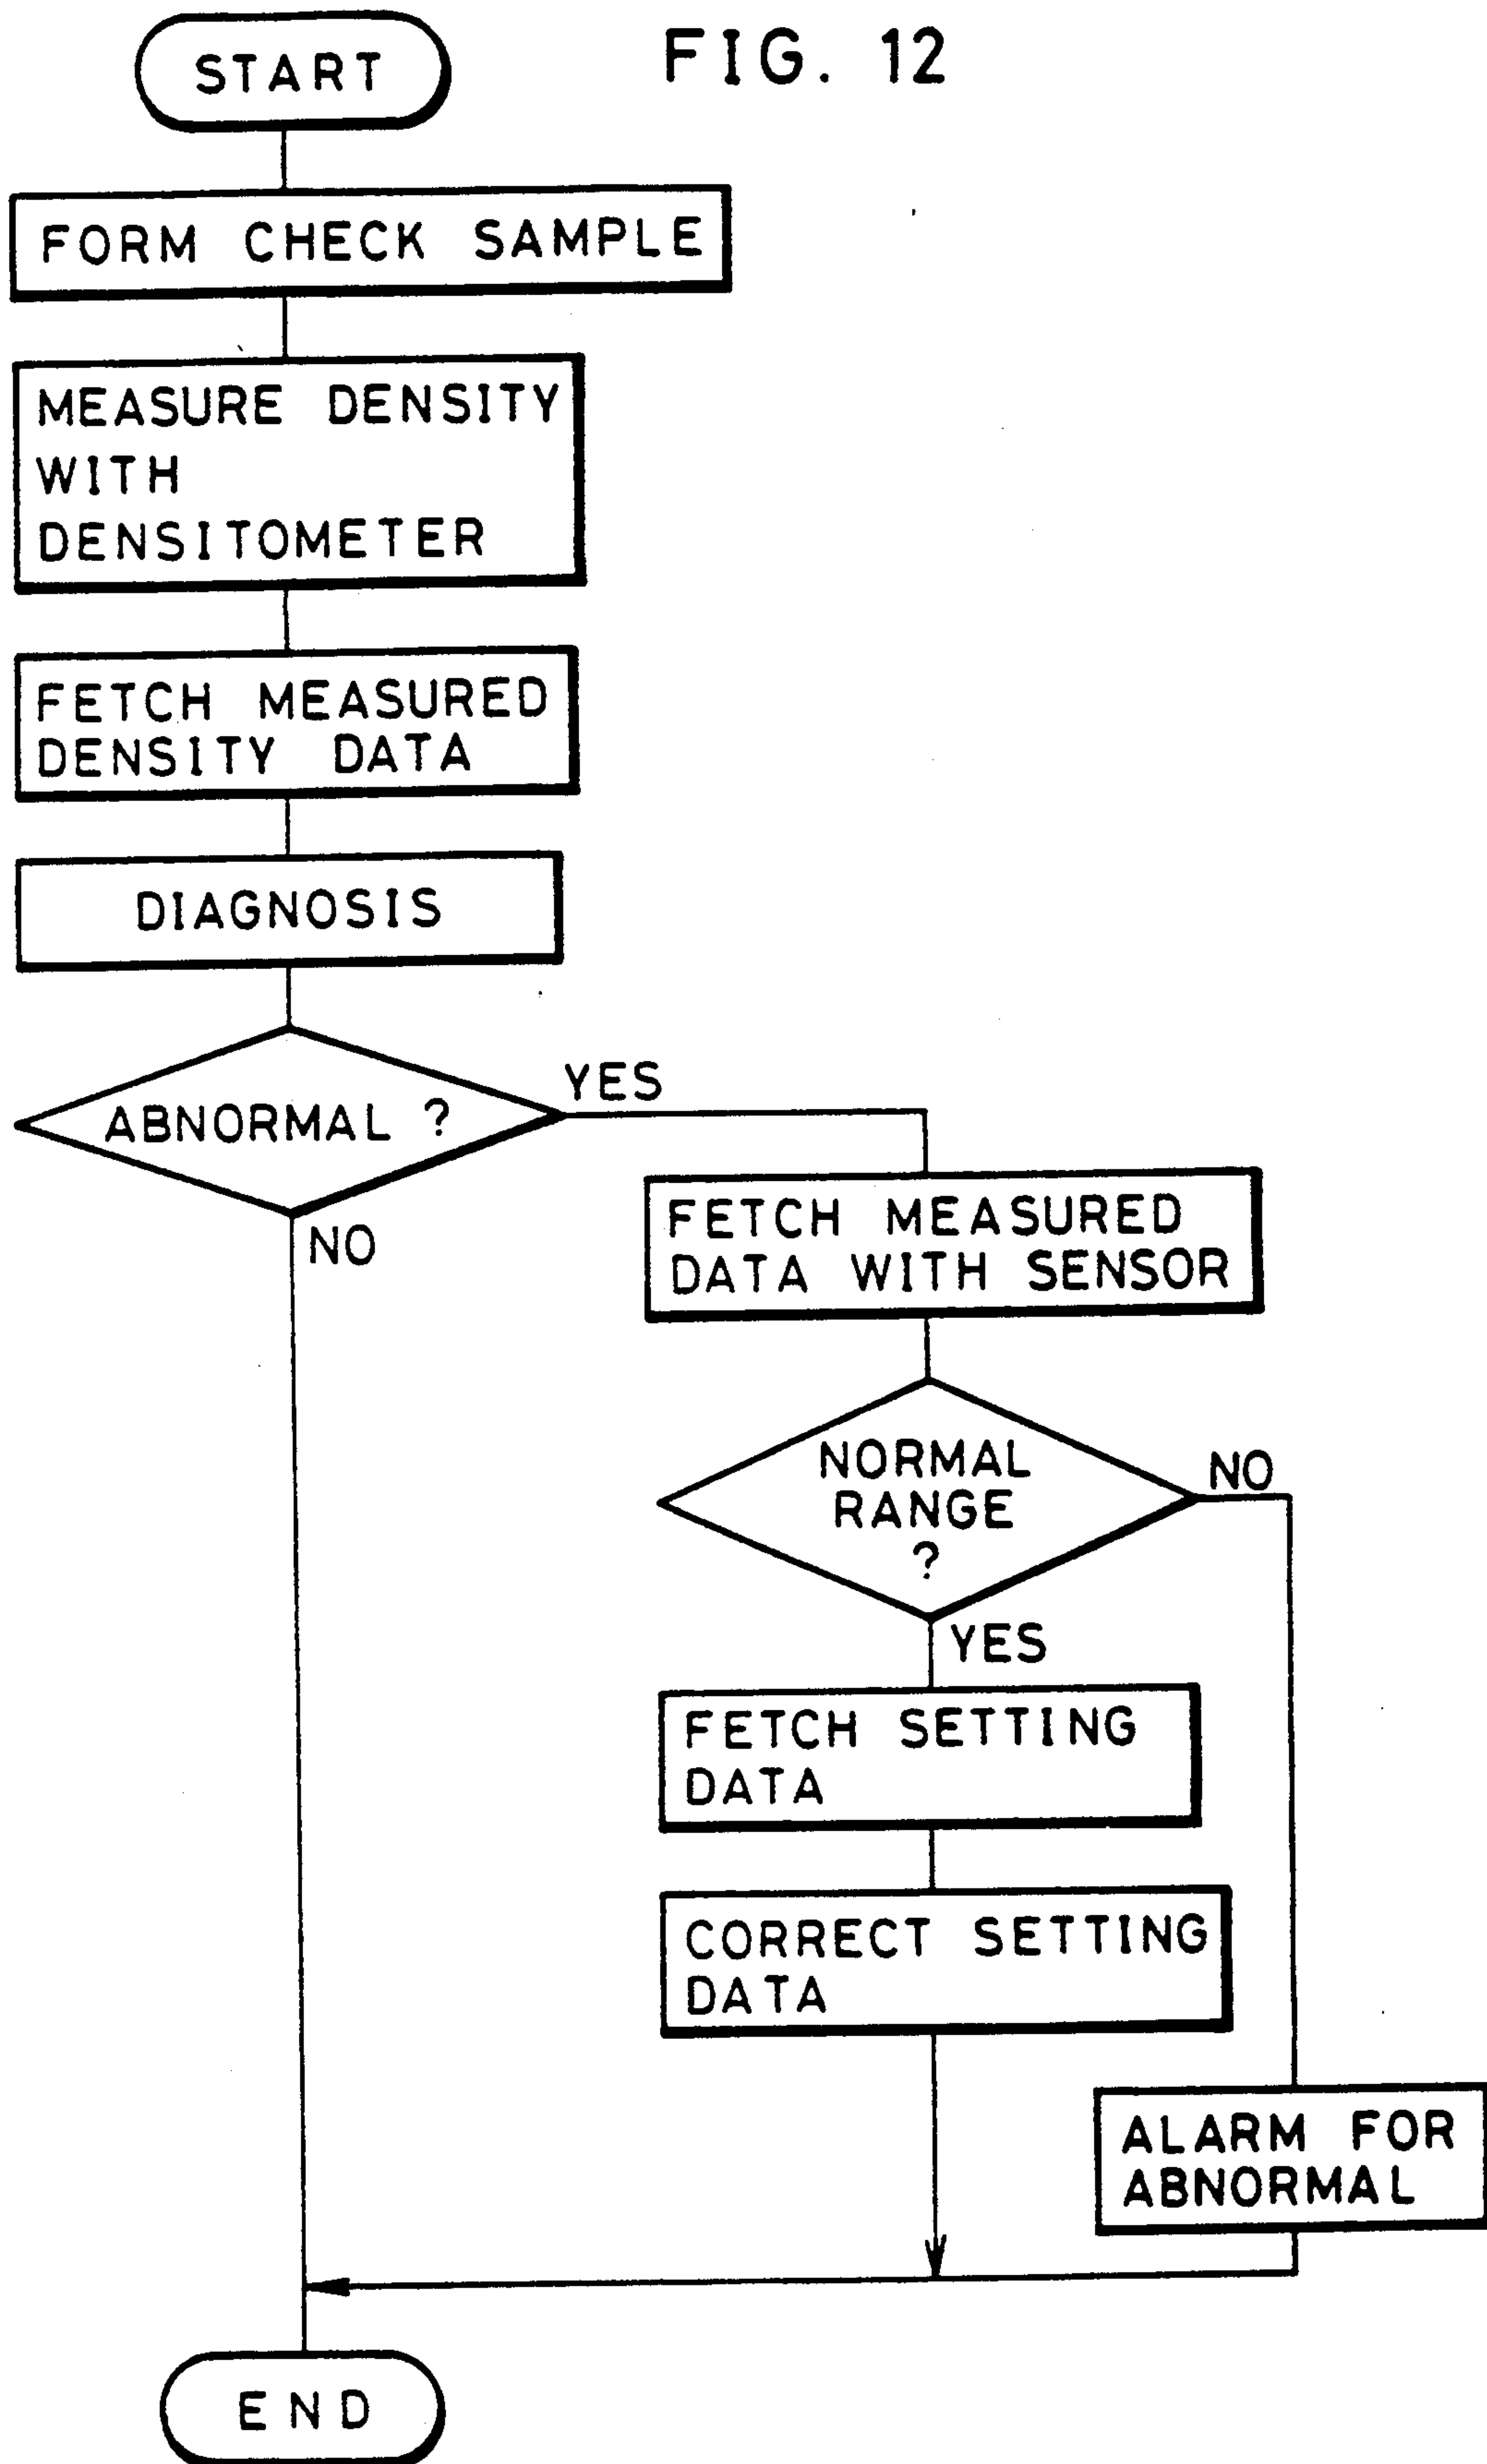 FIG. 12
START
FORM CHECK SAMPLE
MEASURE DENSITY
WITH
DENSITOMETER
FETCH MEASURED
DENSITY DATA
DIAGNOSIS
ABNORMAL ?
YES
NO
FETCH MEASURED
DATA WITH SENSOR
NORMAL
RANGE
?
NO
YES
FETCH SETTING
DATA
CORRECT SETTING
DATA
ALARM FOR
ABNORMAL
END